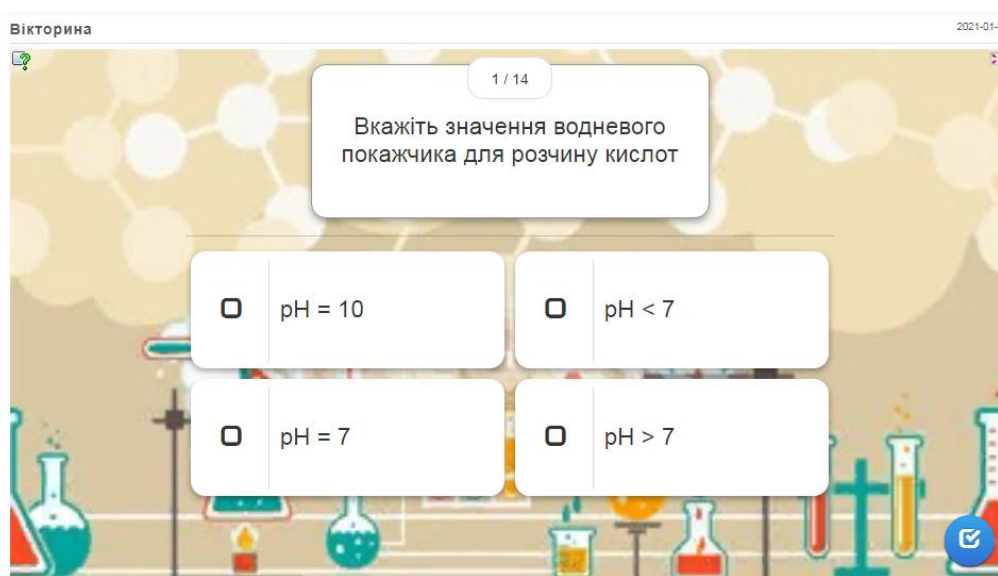 Вікторина
2021-01-
1 / 14
Вкажіть значення водневого
покажчика для розчину кислот
pH = 10
pH < 7
pH = 7
pH > 7